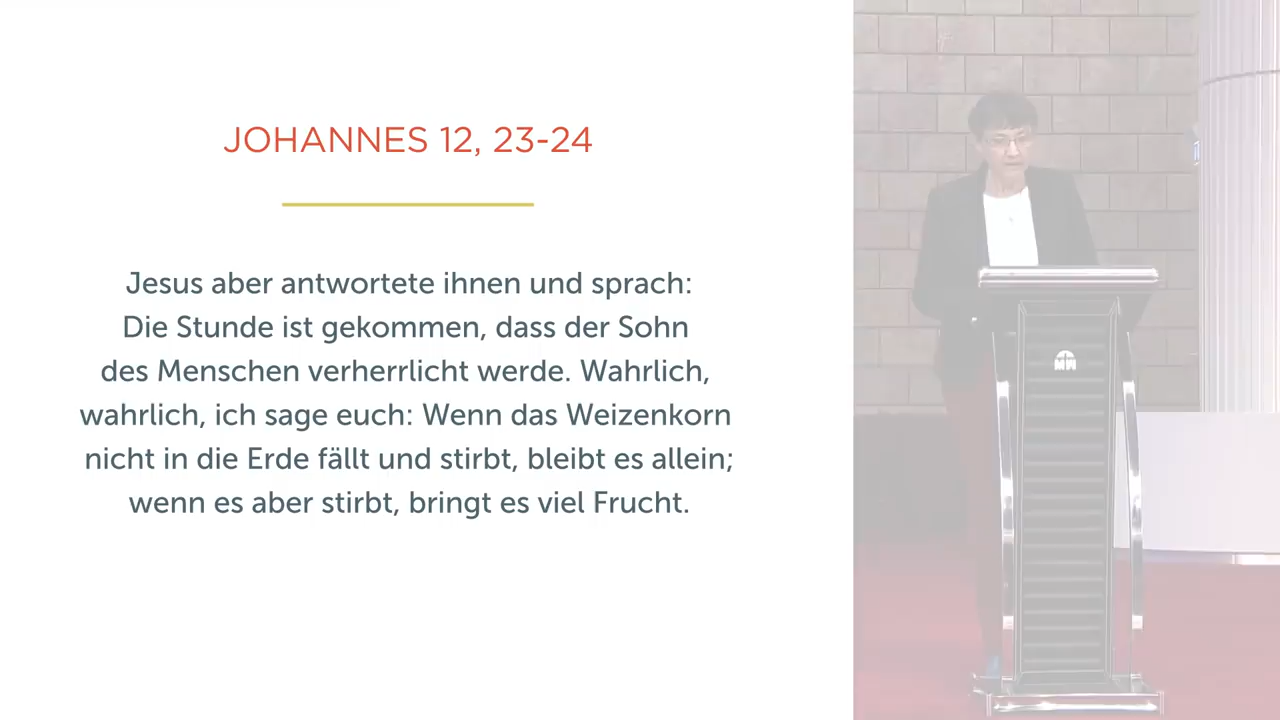 JOHANNES 12, 23-24
Jesus aber antwortete ihnen und sprach:
Die Stunde ist gekommen, dass der Sohn
des Menschen verherrlicht werde. Wahrlich,
wahrlich, ich sage euch: Wenn das Weizenkorn
nicht in die Erde fällt und stirbt, bleibt es allein;
wenn es aber stirbt, bringt es viel Frucht.
MW